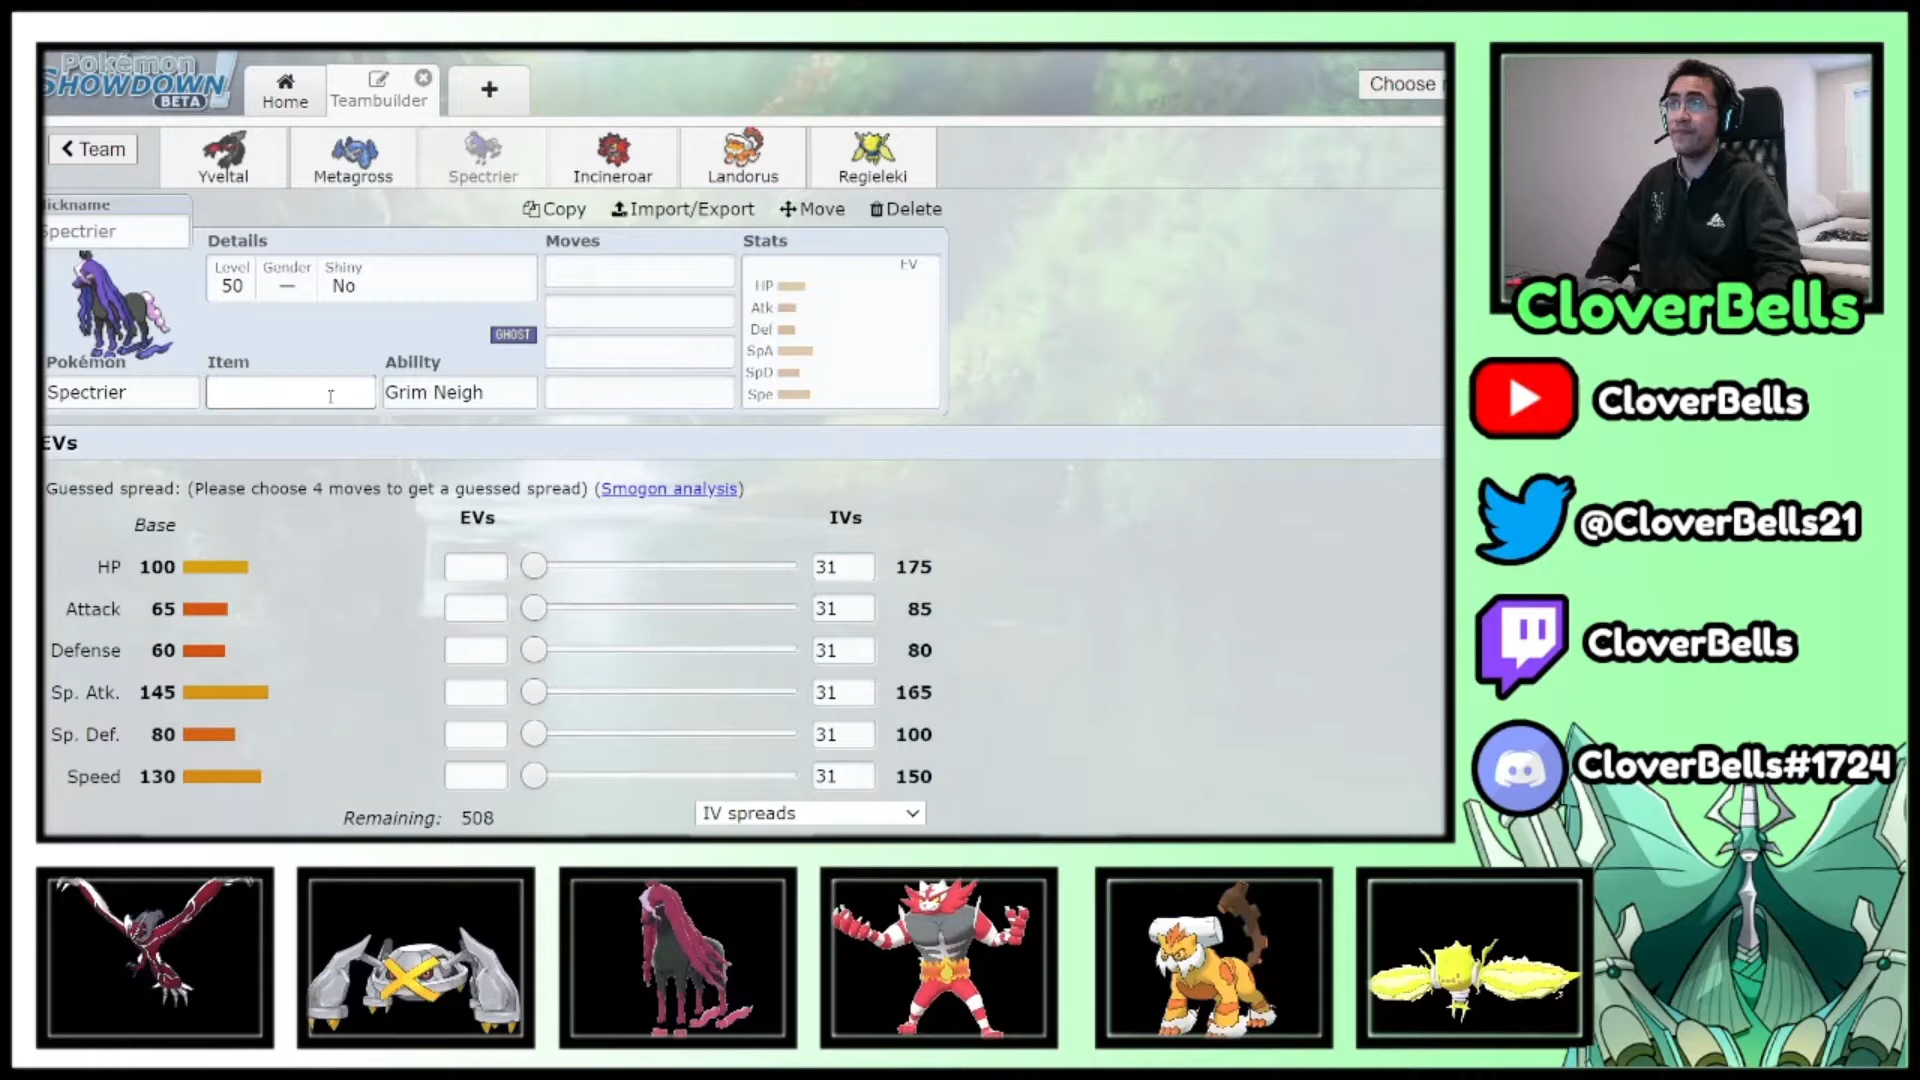 Pokémon
SHOWDOWN!
BETA
Home
Teambuilder
+
Choose
Team
Yveltal
Metagross
Spectrier
Incineroar
Landorus
Regieleki
Copy
Import/Export
Move
Delete
ickname
Spectrier
Details
Moves
Stats
Level
Gender
Shiny
50
—
No
EV
HP
Atk
Def
SpA
SpD
Spe
GHOST
Pokémon
Item
Ability
Spectrier
Grim Neigh
EVs
Guessed spread: (Please choose 4 moves to get a guessed spread) (Smogon analysis)
Base
EVs
IVs
HP 100 31 175
Attack 65 31 85
Defense 60 31 80
Sp. Atk. 145 31 165
Sp. Def. 80 31 100
Speed 130 31 150
Remaining: 508
IV spreads
CloverBells
CloverBells
@CloverBells21
CloverBells
CloverBells#1724